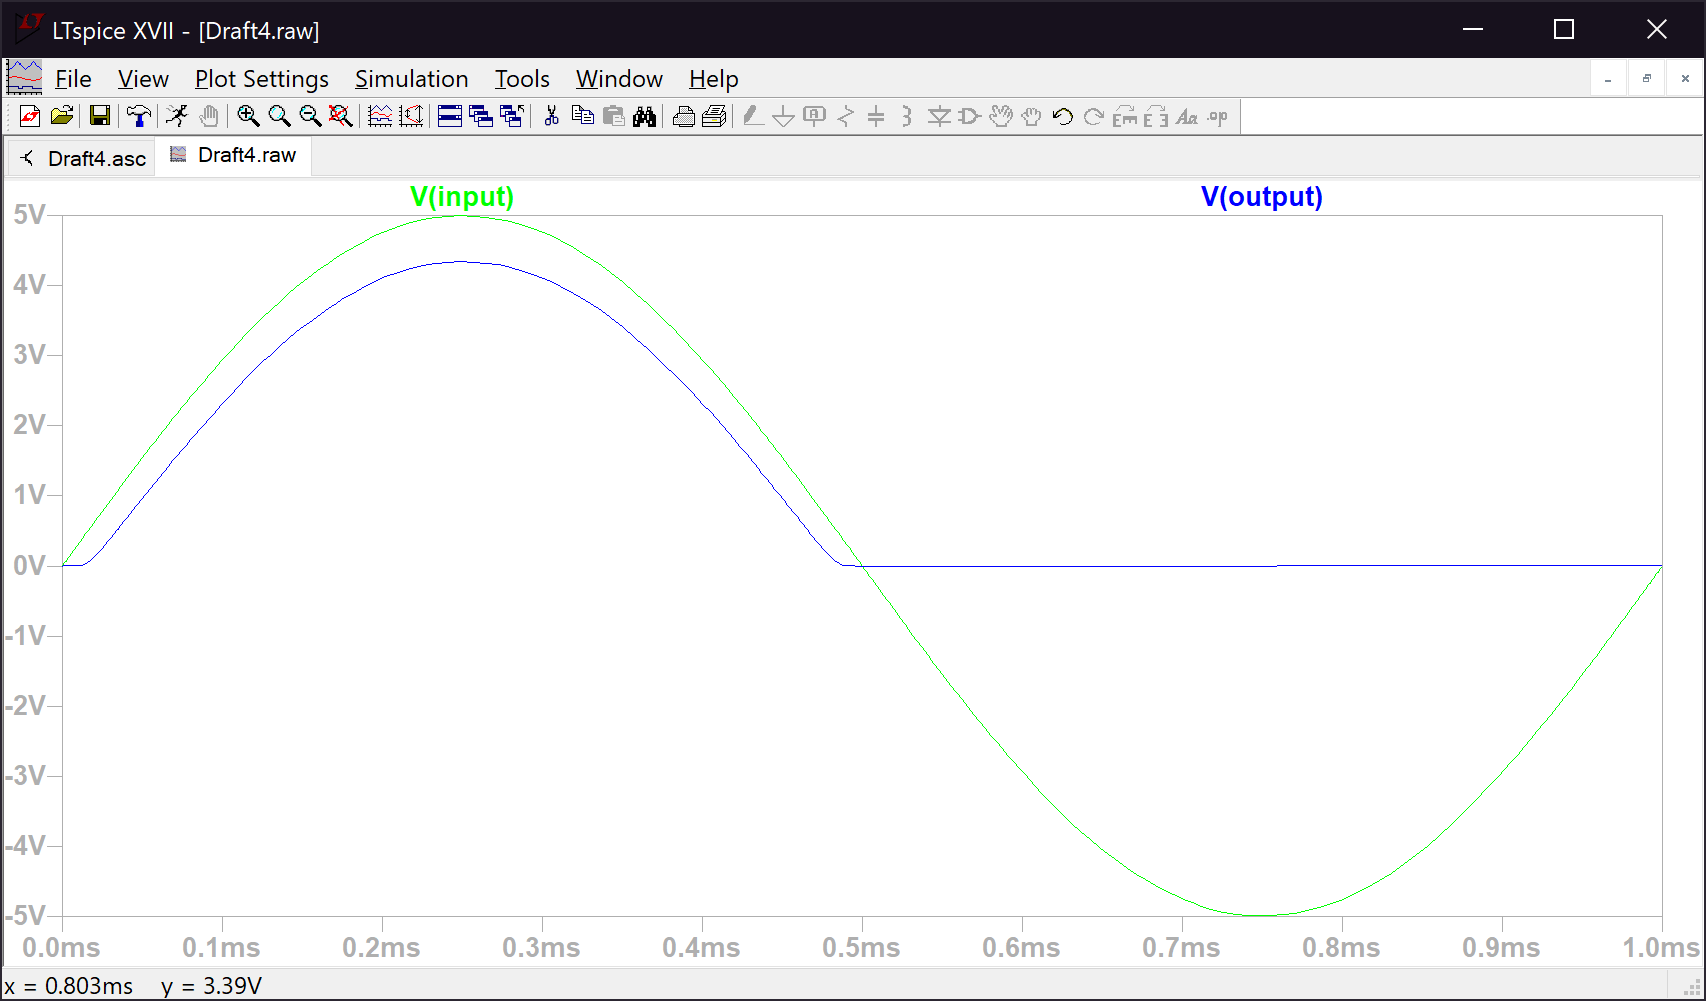 LTspice XVII - [Draft4.raw]
File View Plot Settings Simulation Tools Window Help
Draft4.asc Draft4.raw
V(input) V(output)
5V
4V
3V
2V
1V
0V
-1V
-2V
-3V
-4V
-5V
0.0ms 0.1ms 0.2ms 0.3ms 0.4ms 0.5ms 0.6ms 0.7ms 0.8ms 0.9ms 1.0ms
x = 0.803ms y = 3.39V